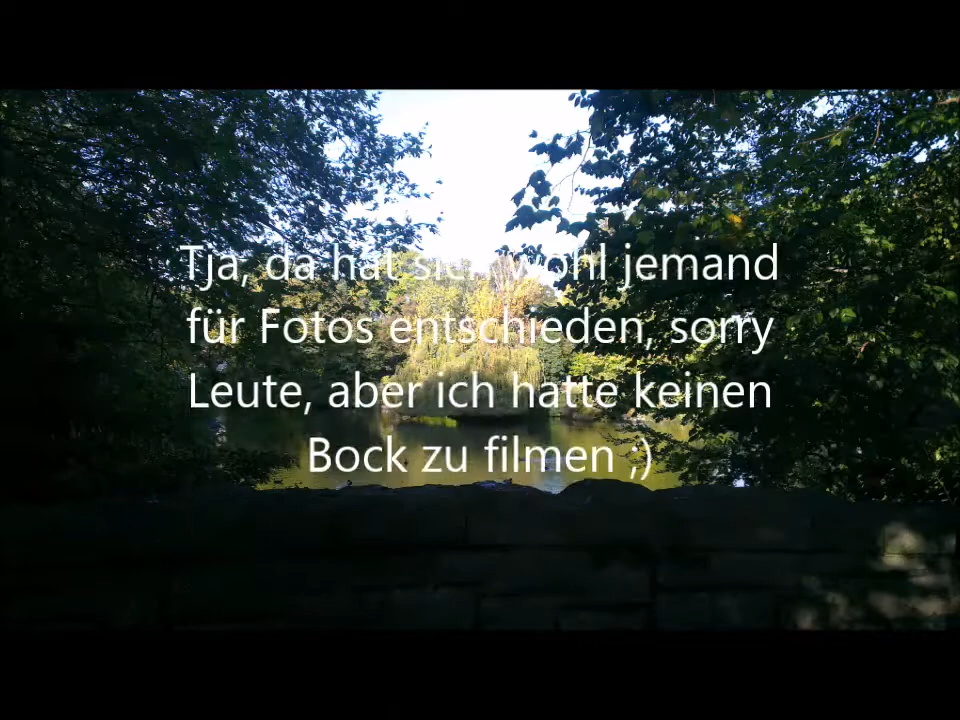 Tja, da hat sich wohl jemand
für Fotos entschieden, sorry
Leute, aber ich hatte keinen
Bock zu filmen ;)